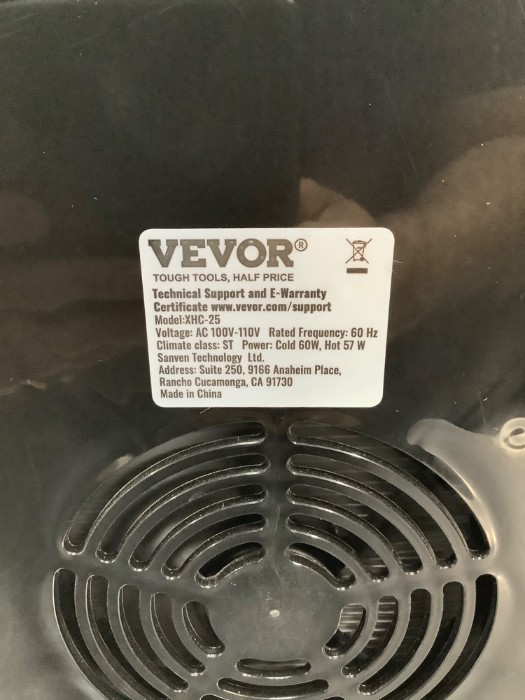 VEVOR®
TOUGH TOOLS, HALF PRICE
Technical Support and E-Warranty
Certificate www.vevor.com/support
Model:XHC-25
Voltage: AC 100V-110V Rated Frequency: 60 Hz
Climate class: ST Power: Cold 60W, Hot 57 W
Sanven Technology Ltd.
Address: Suite 250, 9166 Anaheim Place,
Rancho Cucamonga, CA 91730
Made in China